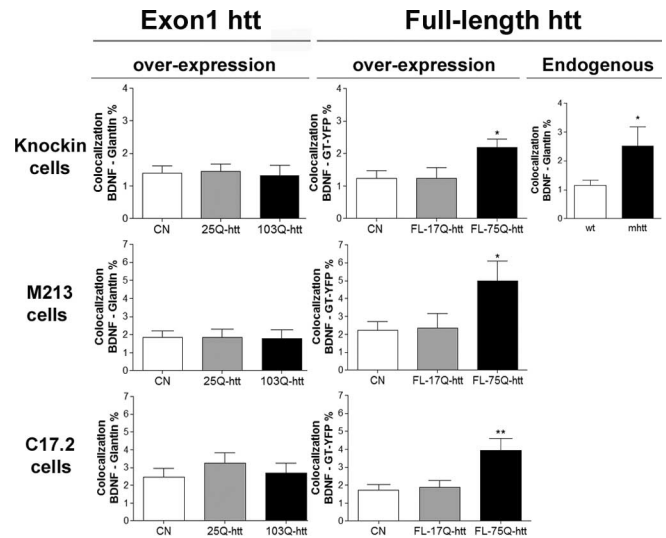 Exon1 htt
Full-length htt
over-expression
over-expression
Endogenous
Knockin
cells
Colocalization
BDNF - Giantin %
4
3
2
1
0
CN
25Q-htt
103Q-htt
Colocalization
BDNF - GT-YFP %
4
3
2
1
0
*
CN
FL-17Q-htt
FL-75Q-htt
Colocalization
BDNF - Giantin %
4
3
2
1
0
*
wt
mhtt
M213
cells
Colocalization
BDNF - Giantin %
7
6
5
4
3
2
1
0
CN
25Q-htt
103Q-htt
Colocalization
BDNF - GT-YFP %
7
6
5
4
3
2
1
0
*
CN
FL-17Q-htt
FL-75Q-htt
C17.2
cells
Colocalization
BDNF - Giantin %
7
6
5
4
3
2
1
0
CN
25Q-htt
103Q-htt
Colocalization
BDNF - GT-YFP %
7
6
5
4
3
2
1
0
**
CN
FL-17Q-htt
FL-75Q-htt